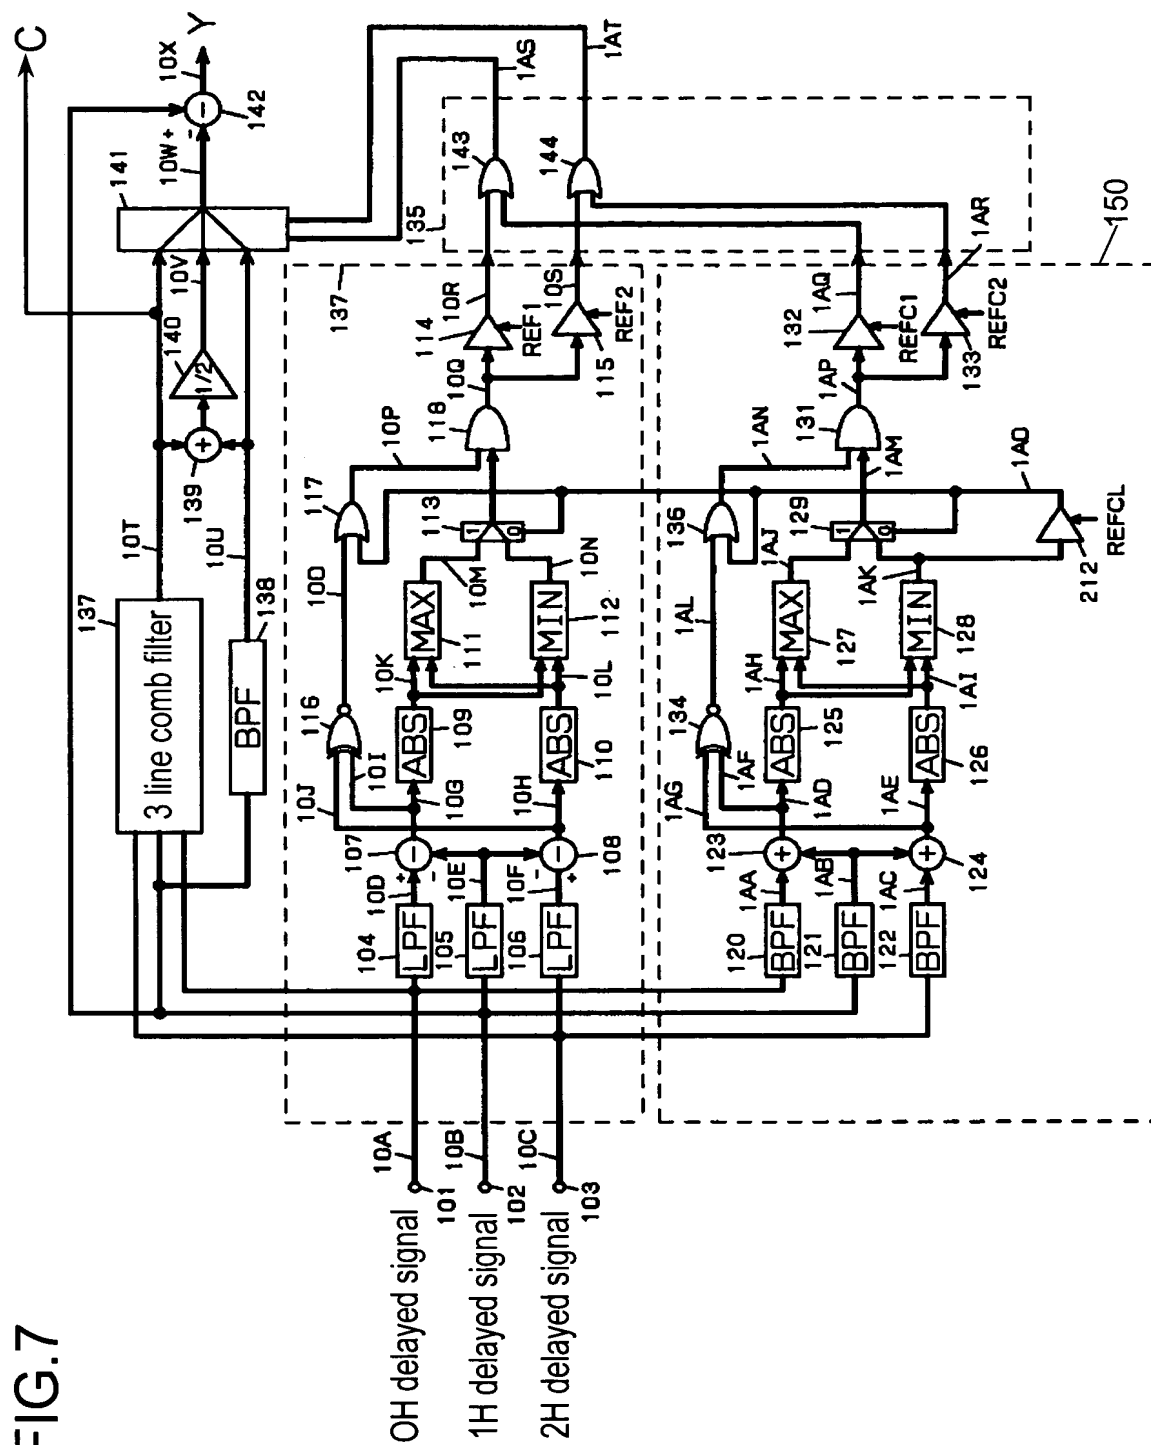 FIG.7
C
Y
10X
142
10W
+
-
141
10V
140
1/2
139
10T
10U
137
3 line comb filter
138
BPF
1AS
1AT
135
143
144
137
10R
114
REF1
10S
REF2
115
10Q
118
10P
117
113
1
0
10O
10M
10N
MAX
111
MIN
112
10K
10L
116
ABS
109
ABS
110
10I
10J
10G
10H
107
108
+
-
10D
10E
10F
-
+
LPF
104
LPF
105
LPF
106
10A
101
0H delayed signal
10B
102
1H delayed signal
10C
103
2H delayed signal
150
1AR
1AQ
132
REFC1
133
REFC2
1AP
131
1AN
1AM
1AO
136
129
1
0
1AJ
1AK
212
REFCL
1AL
MAX
127
MIN
128
1AH
1AI
134
ABS
125
ABS
126
1AF
1AG
1AD
1AE
123
124
1AA
1AB
1AC
BPF
120
BPF
121
BPF
122